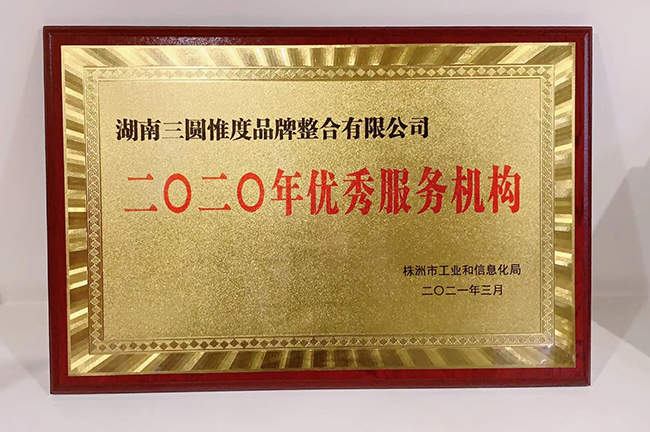 湖南三圆惟度品牌整合有限公司
二〇二〇年优秀服务机构
株洲市工业和信息化局
二〇二一年三月